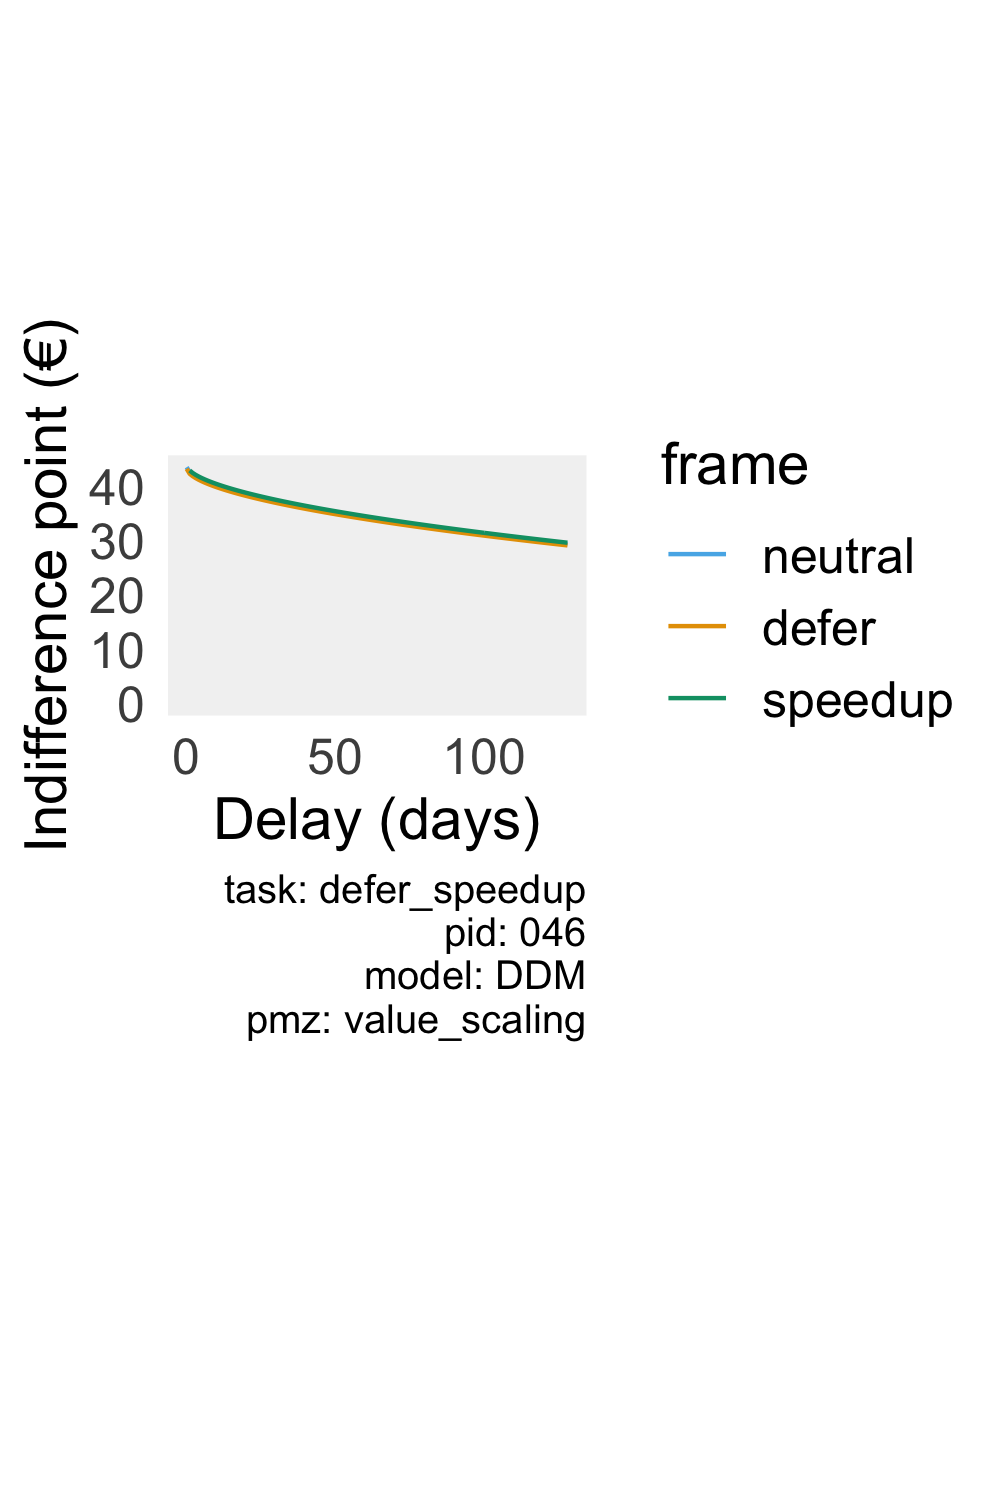 Indifference point (€)
40
30
20
10
0
0 50 100
Delay (days)
frame
neutral
defer
speedup
task: defer_speedup
pid: 046
model: DDM
pmz: value_scaling